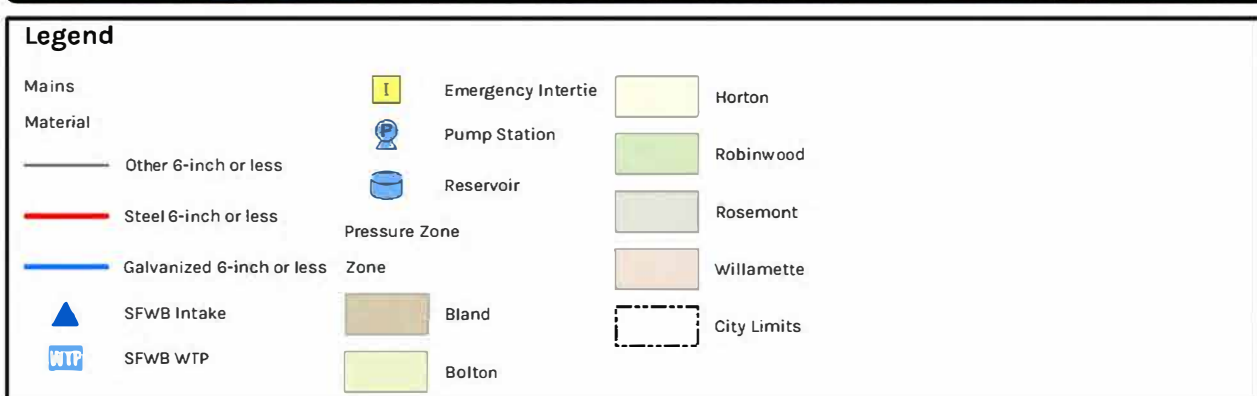 Legend
Mains
Material
Other 6-inch or less
Steel 6-inch or less
Galvanized 6-inch or less
SFWB Intake
WTP
SFWB WTP
I
Emergency Intertie
P
Pump Station
Reservoir
Pressure Zone
Zone
Bland
Bolton
Horton
Robinwood
Rosemont
Willamette
City Limits